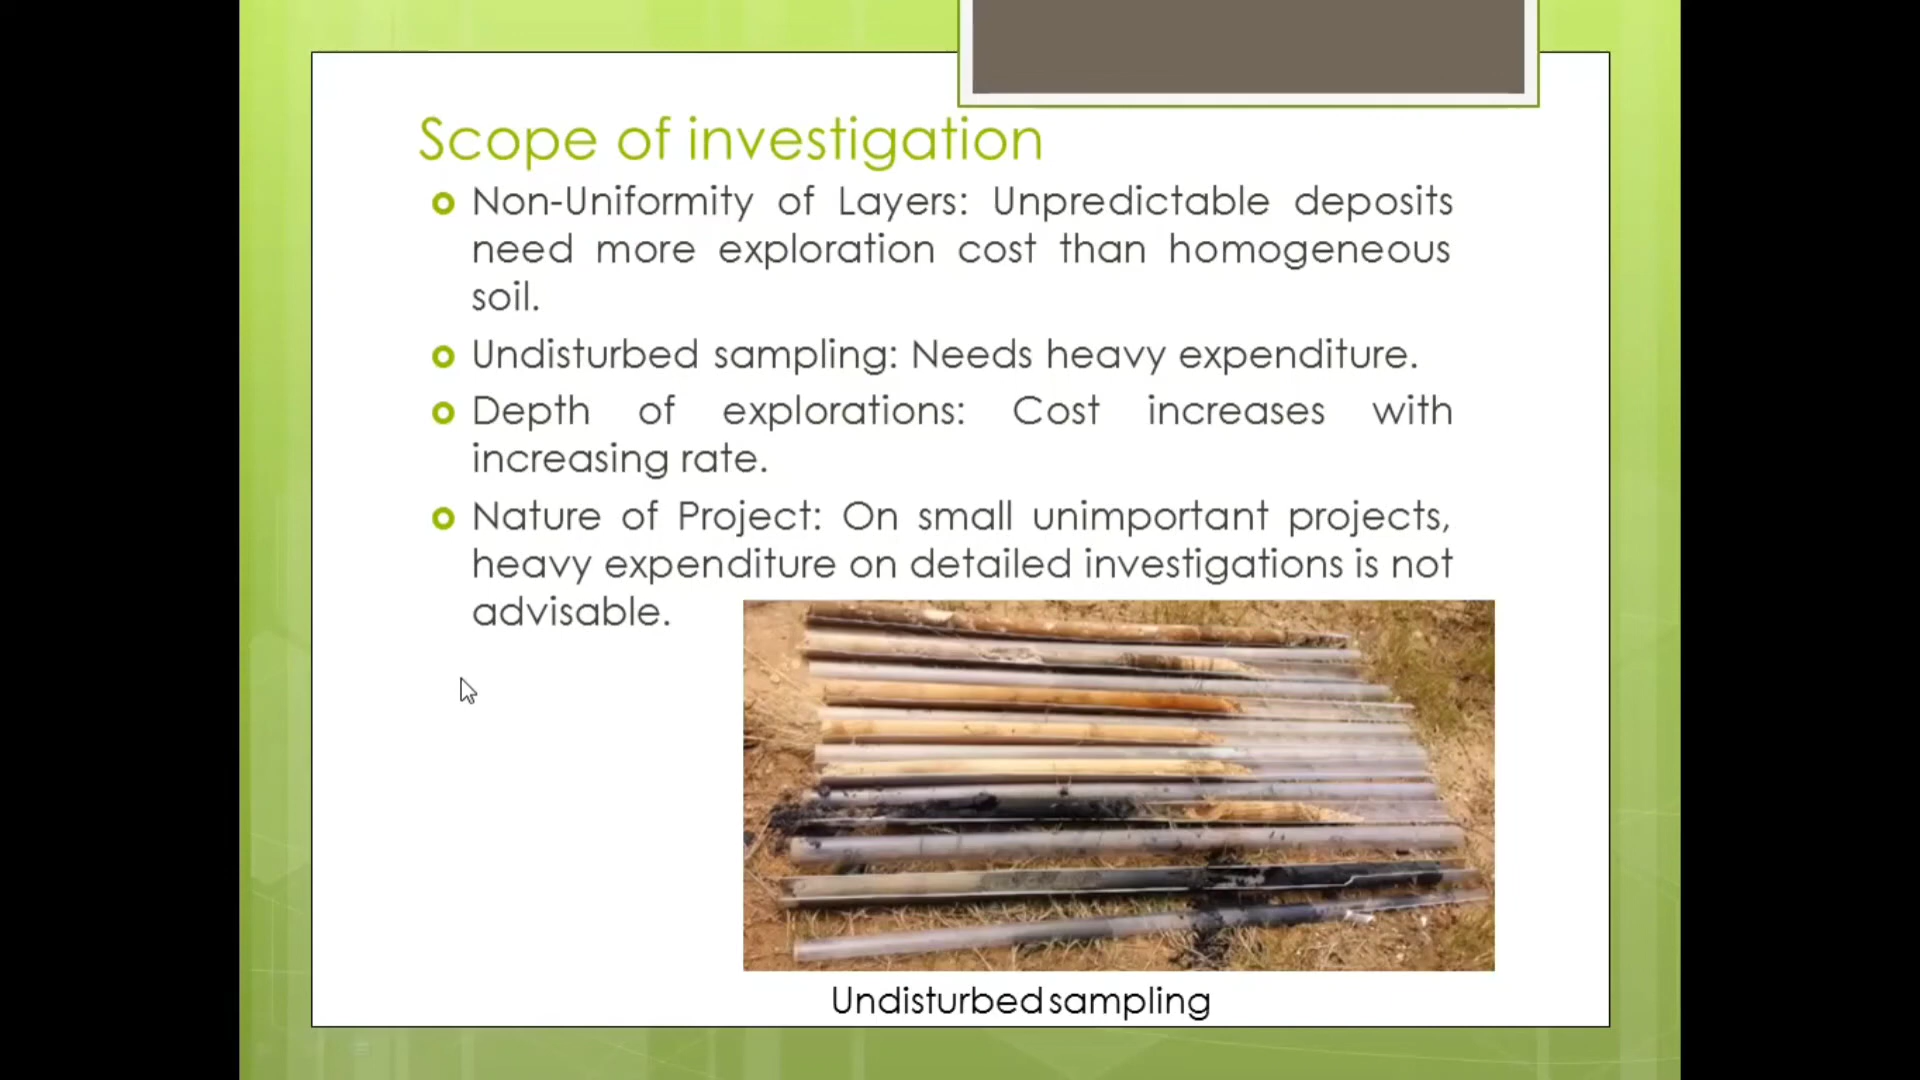 Scope of investigation
Non-Uniformity of Layers: Unpredictable deposits
need more exploration cost than homogeneous
soil.
Undisturbed sampling: Needs heavy expenditure.
Depth of explorations: Cost increases with
increasing rate.
Nature of Project: On small unimportant projects,
heavy expenditure on detailed investigations is not
advisable.
Undisturbed sampling